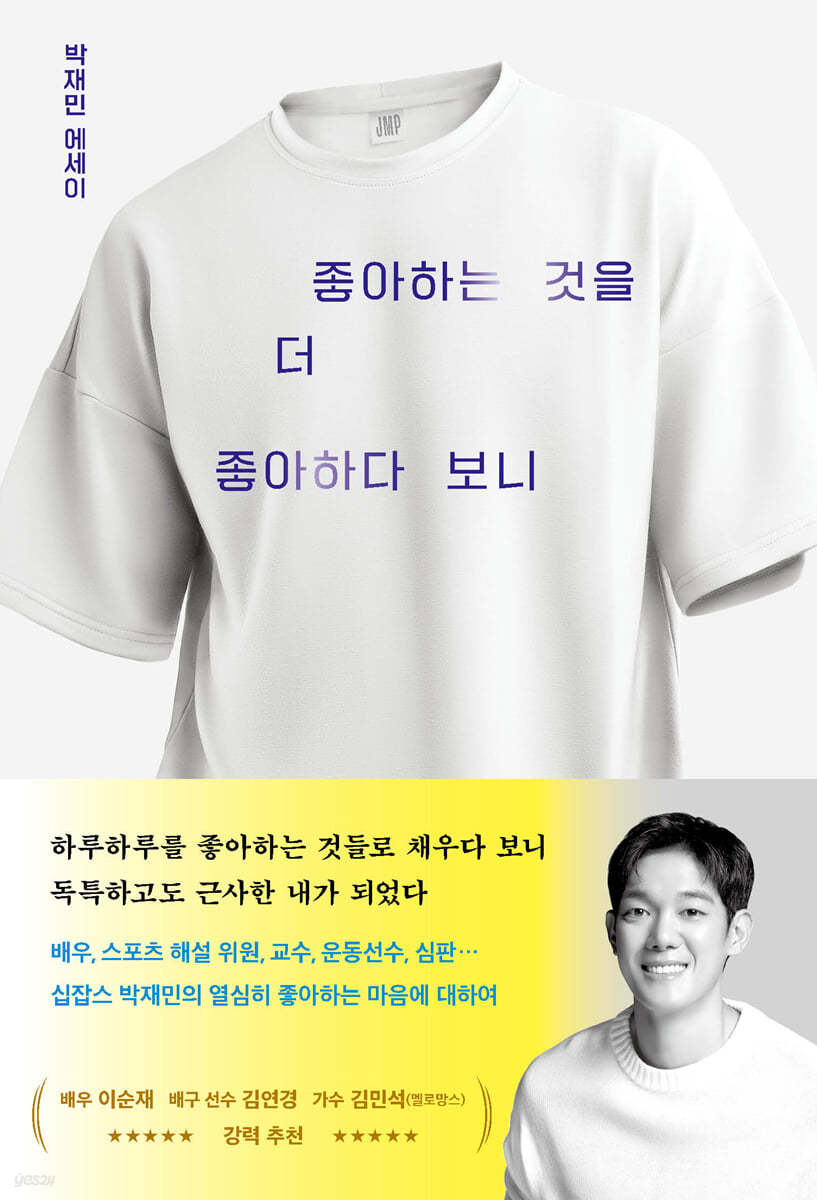 박재민 에세이
JMP
좋아하는 것을
더
좋아하다 보니
하루하루를 좋아하는 것들로 채우다 보니
독특하고도 근사한 내가 되었다
배우, 스포츠 해설 위원, 교수, 운동선수, 심판…
십잡스 박재민의 열심히 좋아하는 마음에 대하여
배우 이순재 배구 선수 김연경 가수 김민석(멜로망스)
★★★★★ 강력 추천 ★★★★★
yes24